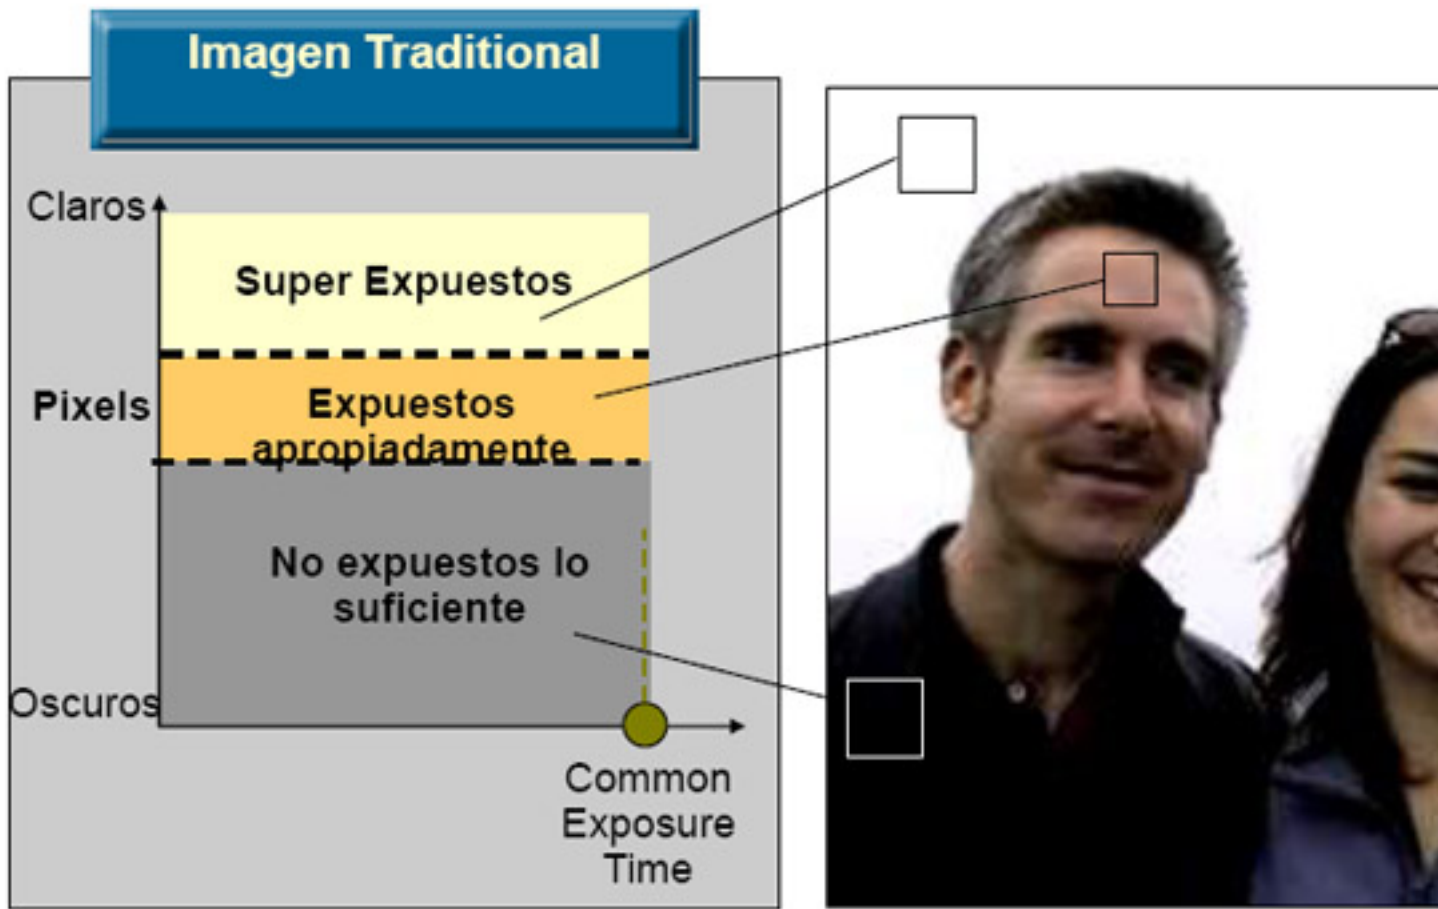 Imagen Traditional
Claros
Super Expuestos
Pixels
Expuestos
apropiadamente
No expuestos lo
suficiente
Oscuros
Common
Exposure
Time